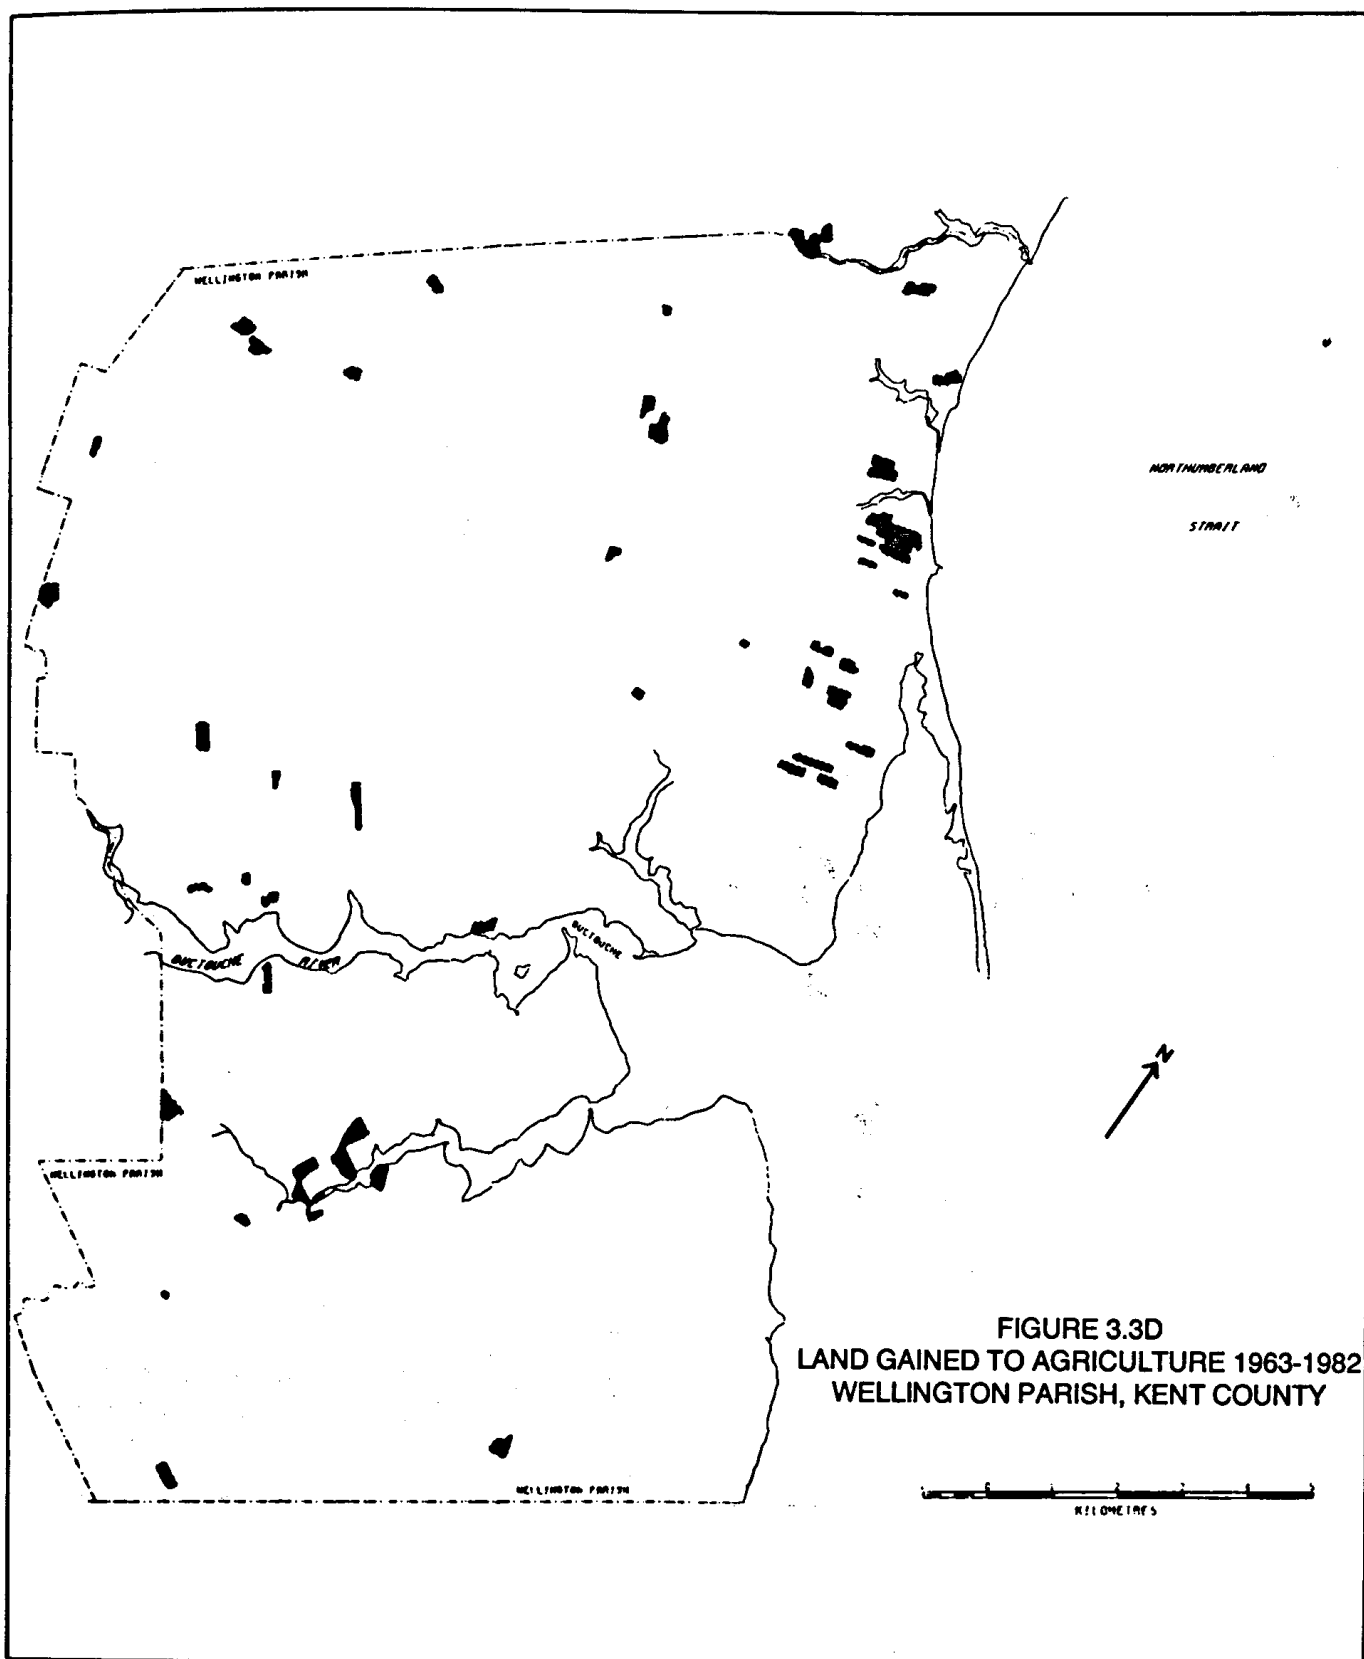 WELLINGTON PARISH
NORTHUMBERLAND
STRAIT
BUCTOUCHE
BUCTOUCHE RIVER
N
WELLINGTON PARISH
FIGURE 3.3D
LAND GAINED TO AGRICULTURE 1963-1982
WELLINGTON PARISH, KENT COUNTY
WELLINGTON PARISH
KILOMETRES